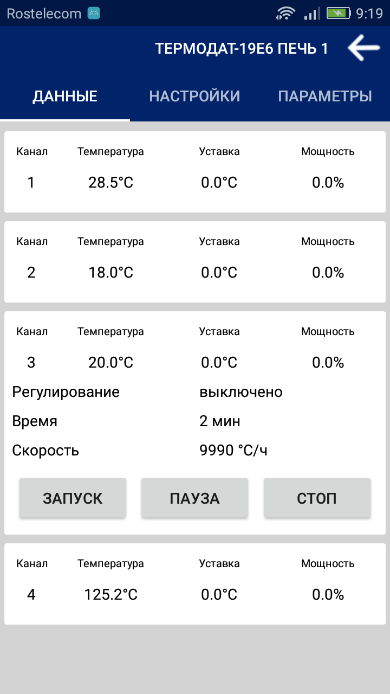 Rostelecom 9:19
ТЕРМОДАТ-19Е6 ПЕЧЬ 1
ДАННЫЕ НАСТРОЙКИ ПАРАМЕТРЫ
Канал Температура Уставка Мощность
1 28.5°C 0.0°C 0.0%
Канал Температура Уставка Мощность
2 18.0°C 0.0°C 0.0%
Канал Температура Уставка Мощность
3 20.0°C 0.0°C 0.0%
Регулирование выключено
Время 2 мин
Скорость 9990 °C/ч
ЗАПУСК ПАУЗА СТОП
Канал Температура Уставка Мощность
4 125.2°C 0.0°C 0.0%